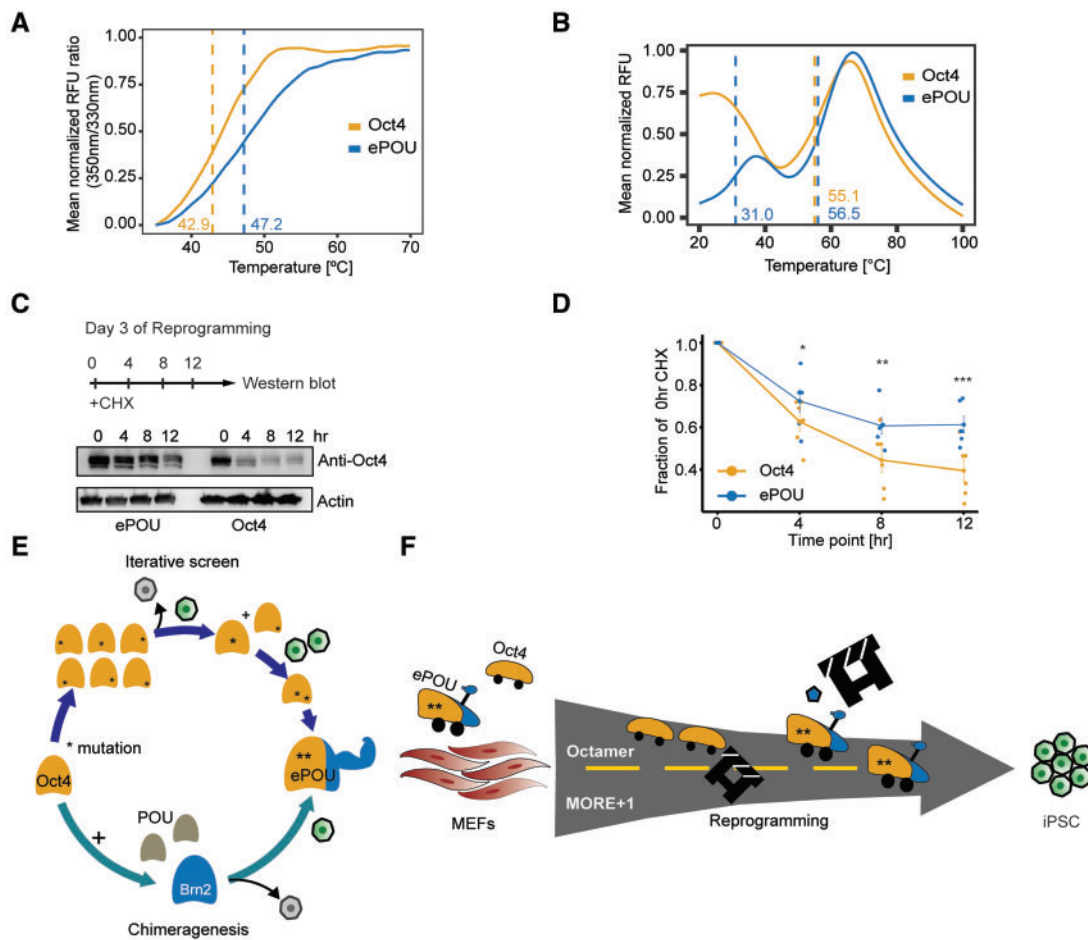 A
1.00
0.75
0.50
0.25
0.00
Mean normalized RFU ratio
(350nm/330nm)
Oct4
ePOU
42.9
47.2
40
50
60
70
Temperature [ºC]
B
1.00
0.75
0.50
0.25
0.00
Mean normalized RFU
Oct4
ePOU
31.0
55.1
56.5
20
40
60
80
100
Temperature [°C]
C
Day 3 of Reprogramming
0 4 8 12
+CHX
Western blot
0 4 8 12 0 4 8 12 hr
Anti-Oct4
Actin
ePOU Oct4
D
1.0
0.8
0.6
0.4
Fraction of 0hr CHX
*
**
***
Oct4
ePOU
0 4 8 12
Time point [hr]
E
Iterative screen
+
* mutation
Oct4
**
ePOU
POU
+
Brn2
Chimeragenesis
F
Oct4
ePOU
**
MEFs
Octamer
MORE+1
**
**
Reprogramming
iPSC